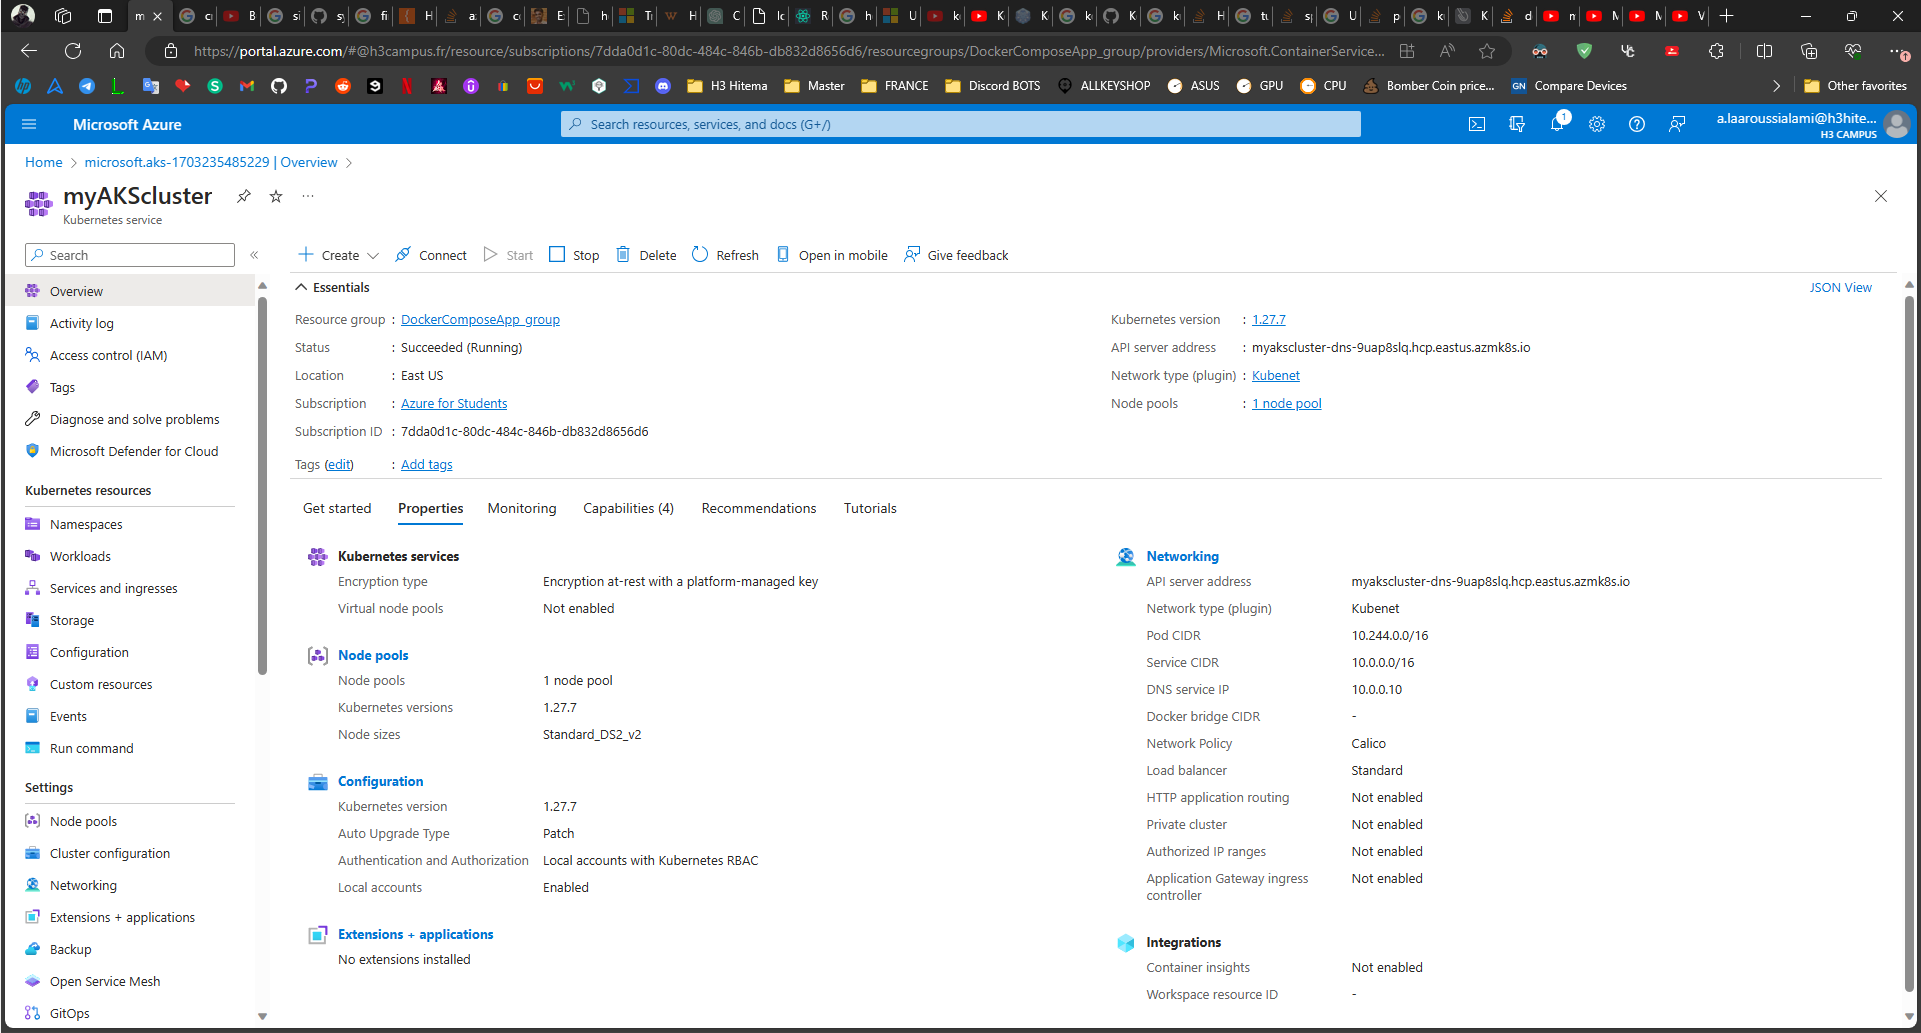 https://portal.azure.com/#@h3campus.fr/resource/subscriptions/7dda0d1c-80dc-484c-846b-db832d8656d6/resourcegroups/DockerComposeApp_group/providers/Microsoft.ContainerService...
H3 Hitema Master FRANCE Discord BOTS ALLKEYSHOP ASUS GPU CPU Bomber Coin price... GN Compare Devices Other favorites
Microsoft Azure
Search resources, services, and docs (G+/)
1
a.laaroussialami@h3hite...
H3 CAMPUS
Home > microsoft.aks-1703235485229 | Overview >
myAKScluster
Kubernetes service
Search
Create Connect Start Stop Delete Refresh Open in mobile Give feedback
Overview
Activity log
Access control (IAM)
Tags
Diagnose and solve problems
Microsoft Defender for Cloud
Kubernetes resources
Namespaces
Workloads
Services and ingresses
Storage
Configuration
Custom resources
Events
Run command
Settings
Node pools
Cluster configuration
Networking
Extensions + applications
Backup
Open Service Mesh
GitOps
Essentials
JSON View
Resource group : DockerComposeApp_group
Status : Succeeded (Running)
Location : East US
Subscription : Azure for Students
Subscription ID : 7dda0d1c-80dc-484c-846b-db832d8656d6
Tags (edit) : Add tags
Kubernetes version : 1.27.7
API server address : myakscluster-dns-9uap8slq.hcp.eastus.azmk8s.io
Network type (plugin) : Kubenet
Node pools : 1 node pool
Get started Properties Monitoring Capabilities (4) Recommendations Tutorials
Kubernetes services
Encryption type Encryption at-rest with a platform-managed key
Virtual node pools Not enabled
Node pools
Node pools 1 node pool
Kubernetes versions 1.27.7
Node sizes Standard_DS2_v2
Configuration
Kubernetes version 1.27.7
Auto Upgrade Type Patch
Authentication and Authorization Local accounts with Kubernetes RBAC
Local accounts Enabled
Extensions + applications
No extensions installed
Networking
API server address myakscluster-dns-9uap8slq.hcp.eastus.azmk8s.io
Network type (plugin) Kubenet
Pod CIDR 10.244.0.0/16
Service CIDR 10.0.0.0/16
DNS service IP 10.0.0.10
Docker bridge CIDR -
Network Policy Calico
Load balancer Standard
HTTP application routing Not enabled
Private cluster Not enabled
Authorized IP ranges Not enabled
Application Gateway ingress Not enabled
controller
Integrations
Container insights Not enabled
Workspace resource ID -